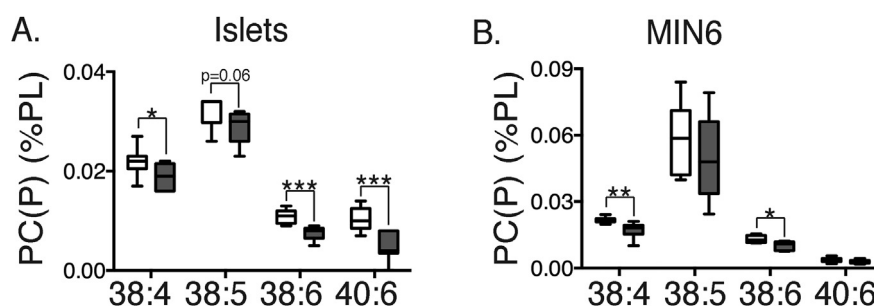 A.
Islets
PC(P) (%PL)
0.04
0.02
0.00
*
p=0.06
***
***
38:4 38:5 38:6 40:6
B.
MIN6
PC(P) (%PL)
0.09
0.06
0.03
0.00
**
*
38:4 38:5 38:6 40:6